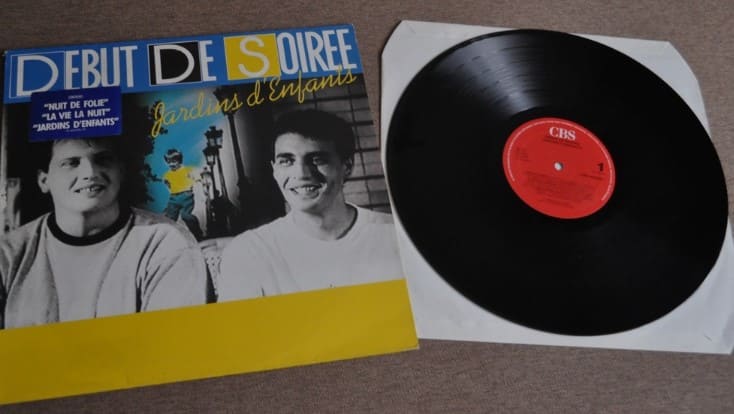 DEBUT DE SOIREE
Jardins d'Enfants
"NUIT DE FOLIE"
"LA VIE LA NUIT"
"JARDINS D'ENFANTS"
CBS
1